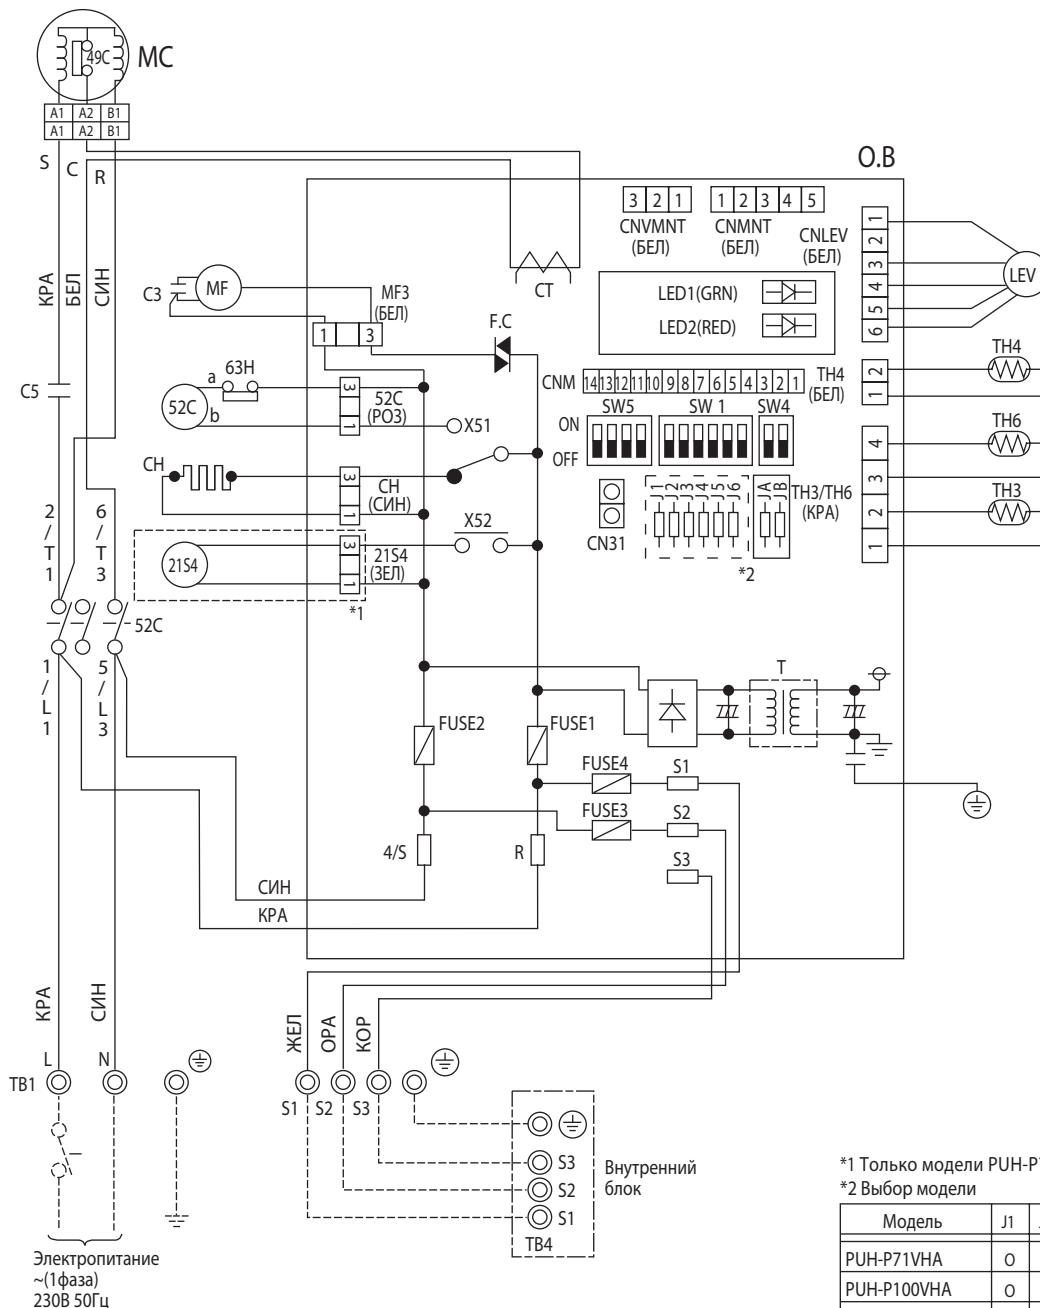 49C
MC
A1 A2 B1
A1 A2 B1
S C R
О.В
3 2 1
CNVMNT
(БЕЛ)
1 2 3 4 5
CNMNT
(БЕЛ)
CNLEV
(БЕЛ)
1
2
3
4
5
6
LEV
КРА
БЕЛ
СИН
C3
MF
MF3
(БЕЛ)
1 3
CT
F.C
LED1(GRN)
LED2(RED)
CNM
14 13 12 11 10 9 8 7 6 5 4 3 2 1
TH4
(БЕЛ)
2
1
TH4
C5
52C
a
63H
b
3
1
52C
(РОЗ)
X51
SW5
SW 1
SW4
ON
OFF
CH
3
1
CH
(СИН)
X52
CN31
J1
J2
J3
J4
J5
J6
*2
JA
JB
TH3/TH6
(КРА)
4
3
2
1
TH6
TH3
2/T1
6/T3
21S4
3
1
21S4
(ЗЕЛ)
*1
52C
1/L1
5/L3
T
FUSE2
FUSE1
FUSE4
S1
FUSE3
S2
S3
4/S
R
СИН
КРА
КРА
СИН
ЖЕЛ
ОРА
КОР
TB1
L
N
S1 S2 S3
S3
S2
S1
TB4
Внутренний
блок
Электропитание
~(1фаза)
230В 50Гц
*1 Только модели PUH-P
*2 Выбор модели
Модель J1
PUH-P71VHA O
PUH-P100VHA O